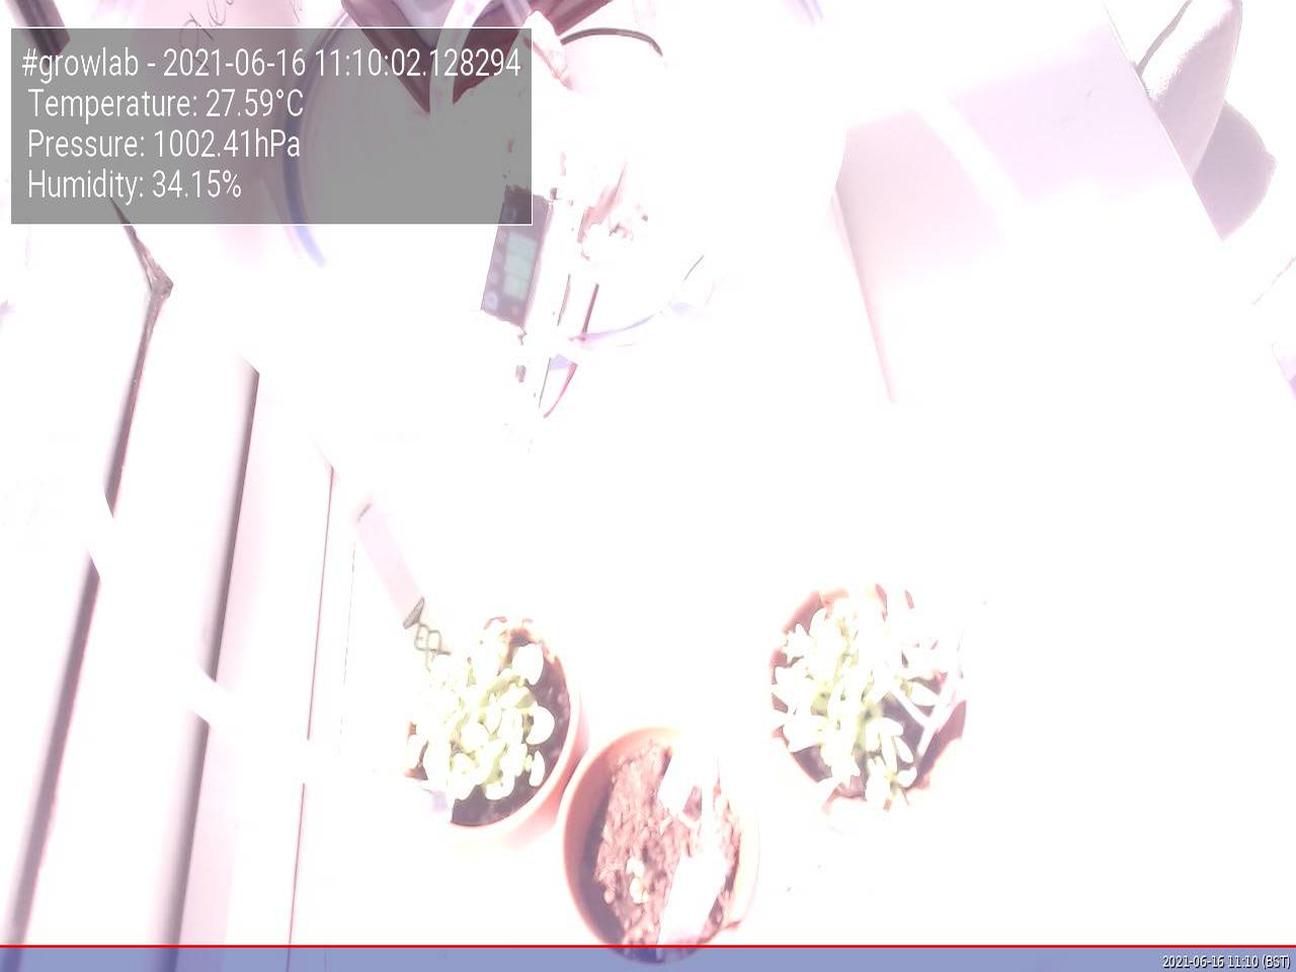 #growlab - 2021-06-16 11:10:02.128294
Temperature: 27.59°C
Pressure: 1002.41hPa
Humidity: 34.15%
2021-06-16 11:10 (BST)